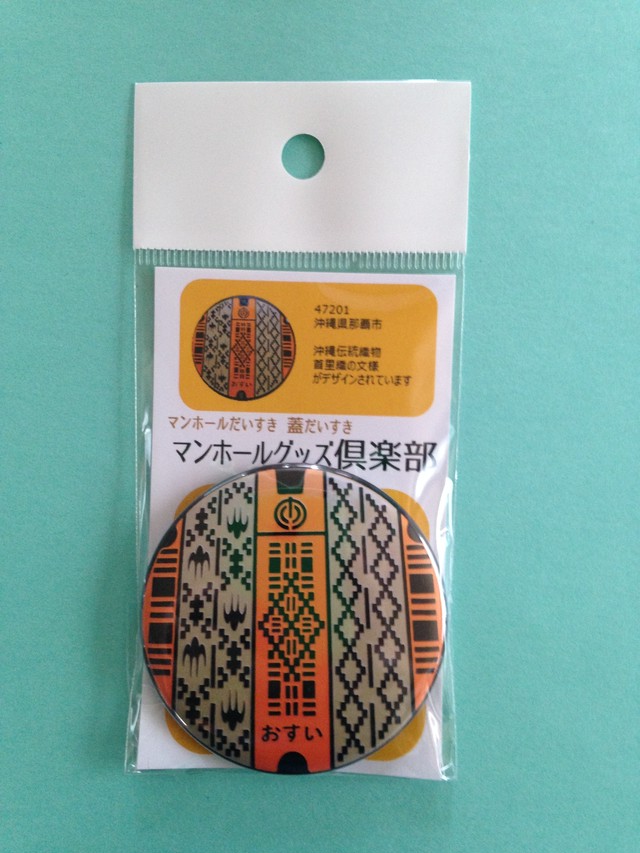 47201
沖縄県那覇市
沖縄伝統織物
首里織の文様
がデザインされています
おすい
マンホールだいすき 蓋だいすき
マンホールグッズ倶楽部
おすい